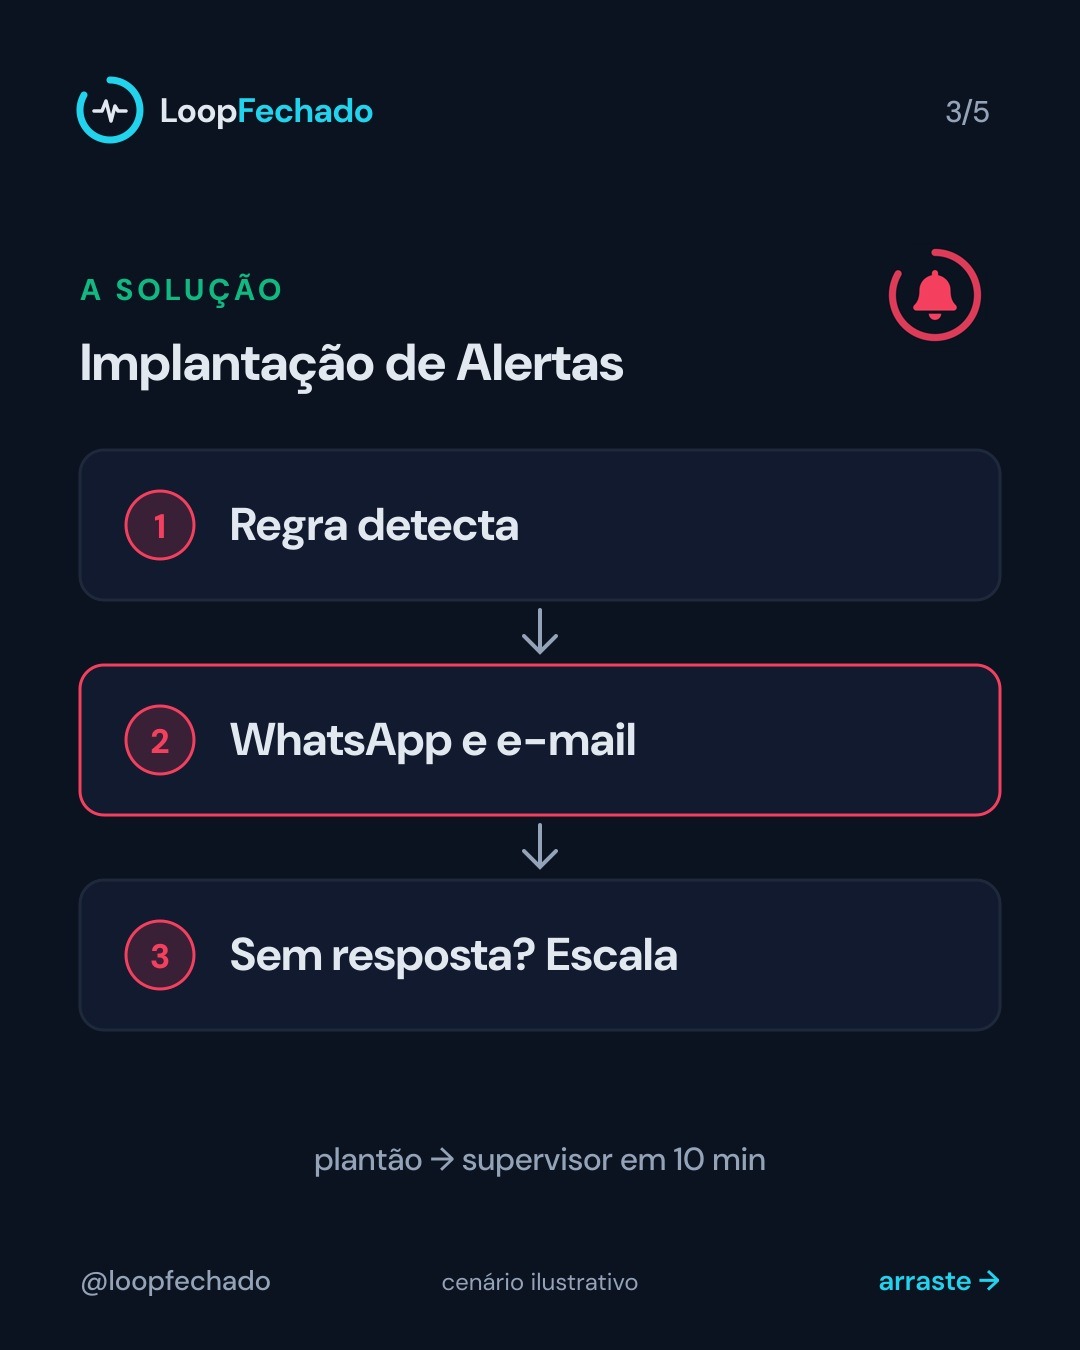 LoopFechado
3/5
A SOLUÇÃO
Implantação de Alertas
1 Regra detecta
2 WhatsApp e e-mail
3 Sem resposta? Escala
plantão → supervisor em 10 min
@loopfechado
cenário ilustrativo
arraste →